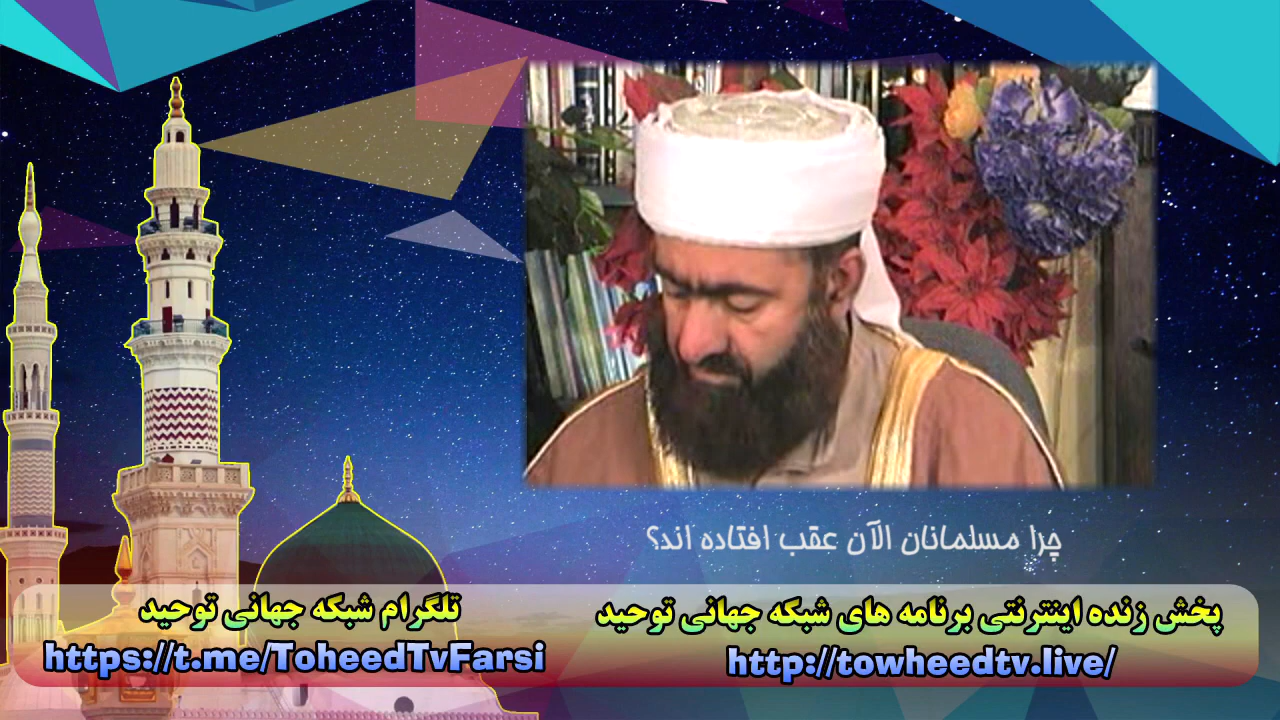 چرا مسلمانان الآن عقب افتاده اند؟
پخش زنده اینترنتی برنامه های شبکه جهانی توحید
http://towheedtv.live/
تلگرام شبکه جهانی توحید
https://t.me/ToheedTvFarsi